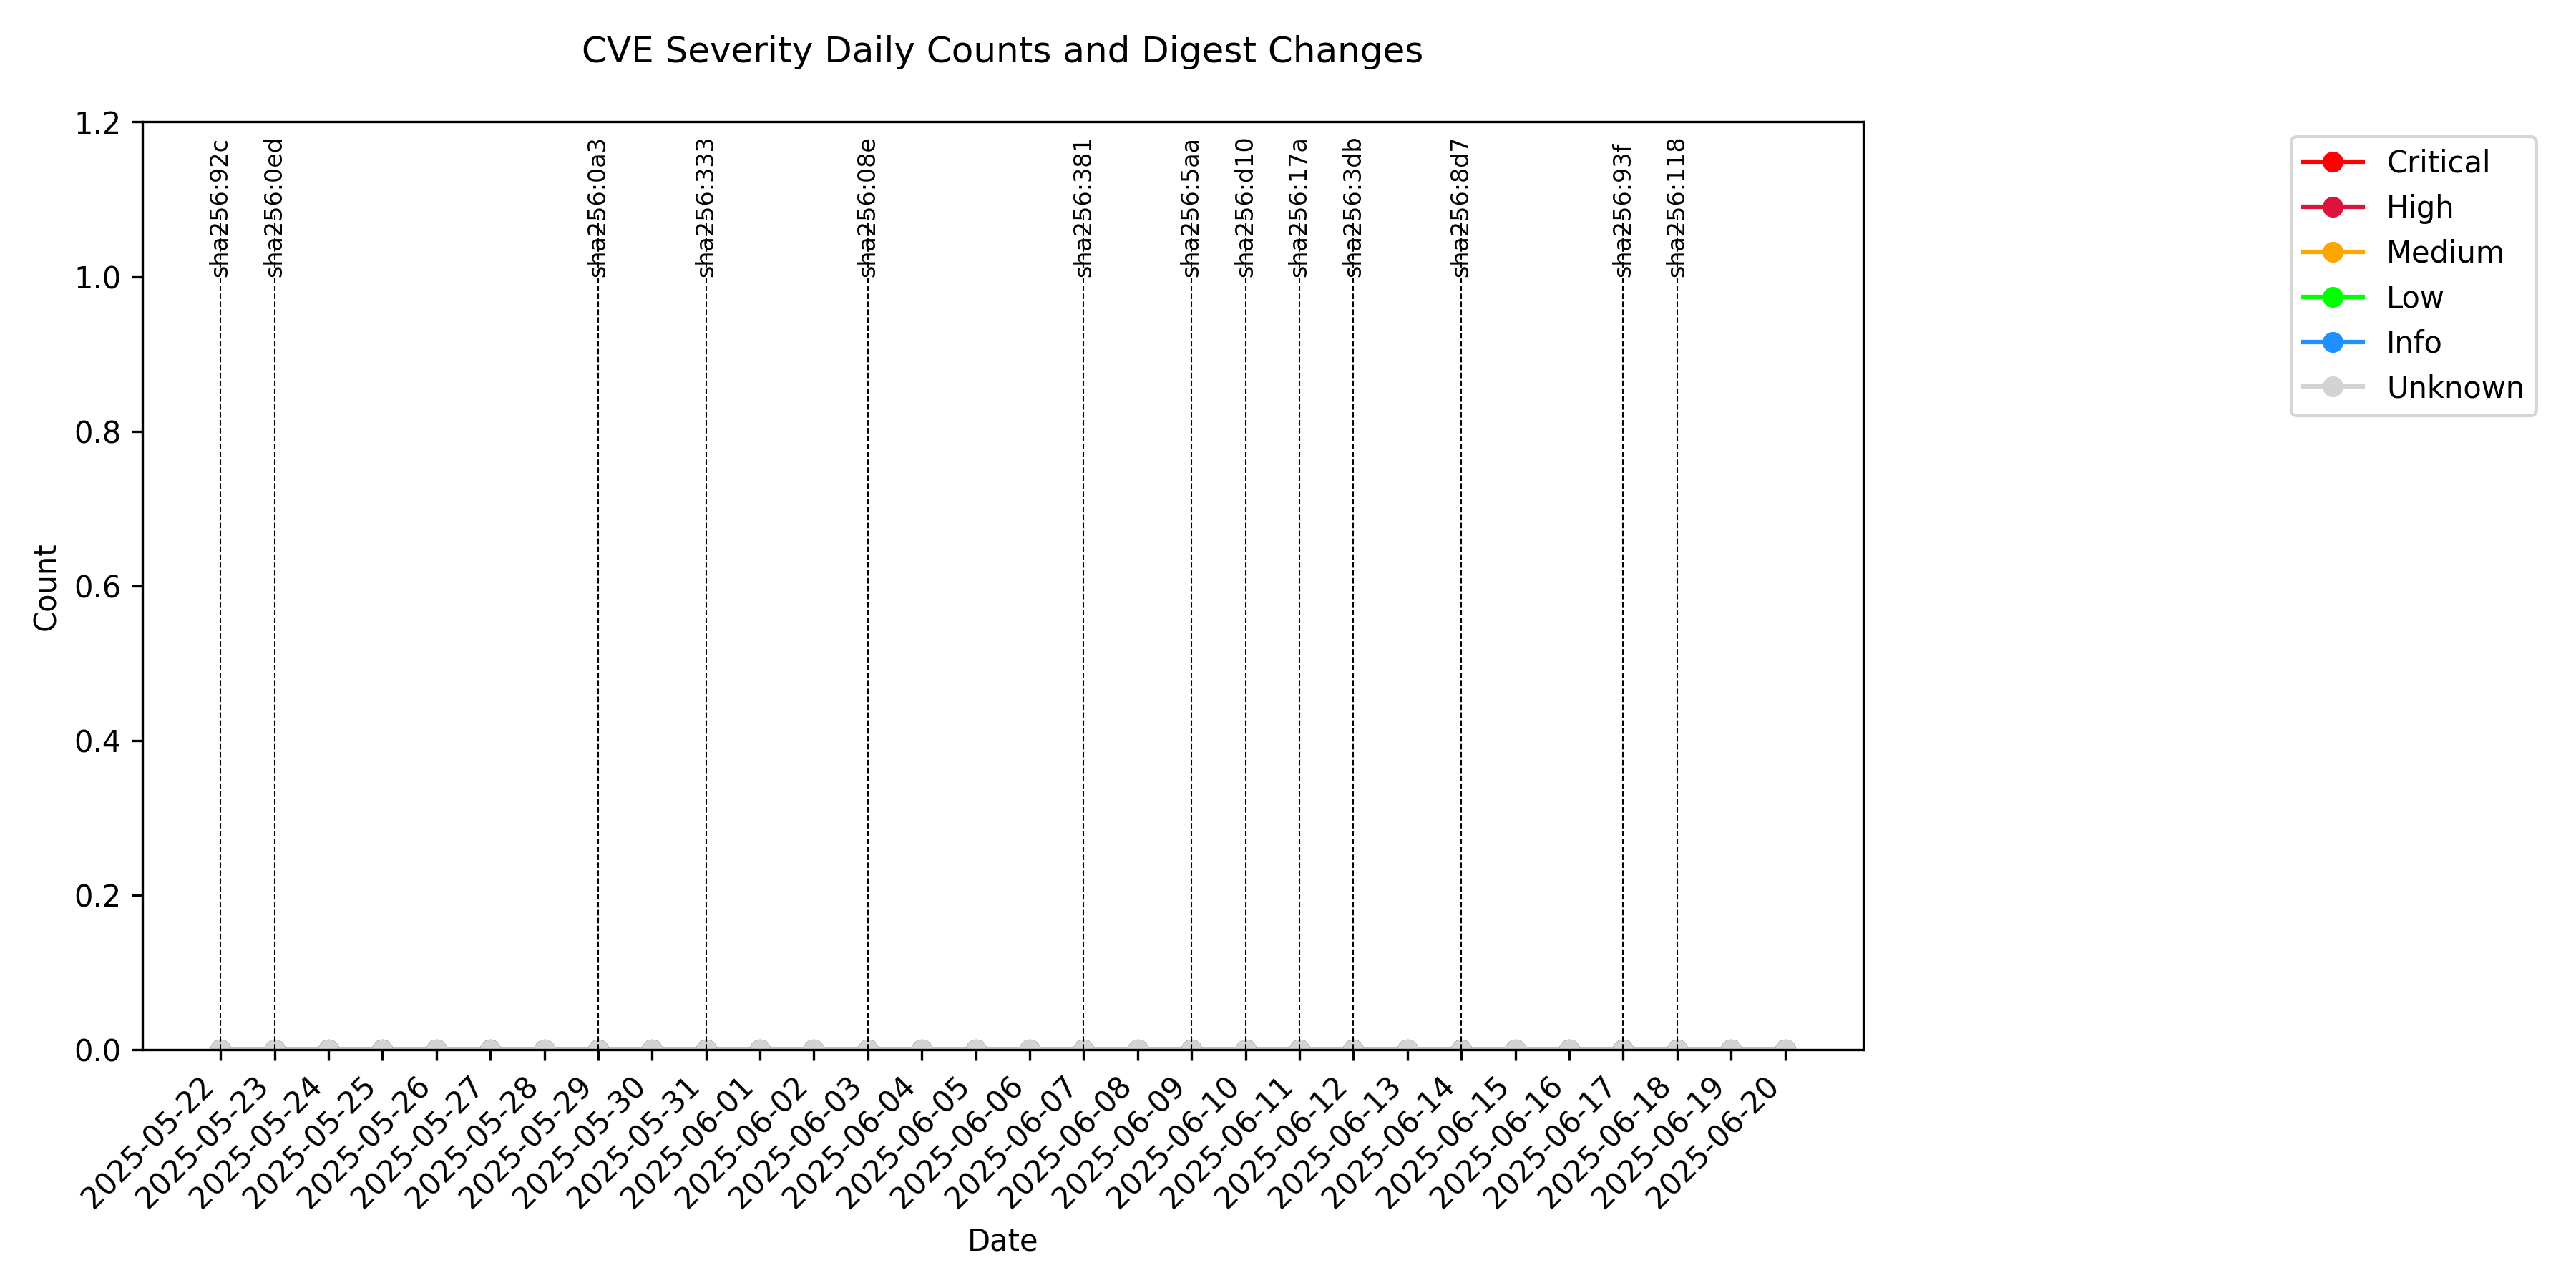 CVE Severity Daily Counts and Digest Changes
1.2
1.0
0.8
0.6
0.4
0.2
0.0
Count
sha256:92c
sha256:0ed
sha256:0a3
sha256:333
sha256:08e
sha256:381
sha256:5aa
sha256:d10
sha256:17a
sha256:3db
sha256:8d7
sha256:93f
sha256:118
Critical
High
Medium
Low
Info
Unknown
2025-05-22
2025-05-23
2025-05-24
2025-05-25
2025-05-26
2025-05-27
2025-05-28
2025-05-29
2025-05-30
2025-05-31
2025-06-01
2025-06-02
2025-06-03
2025-06-04
2025-06-05
2025-06-06
2025-06-07
2025-06-08
2025-06-09
2025-06-10
2025-06-11
2025-06-12
2025-06-13
2025-06-14
2025-06-15
2025-06-16
2025-06-17
2025-06-18
2025-06-19
2025-06-20
Date